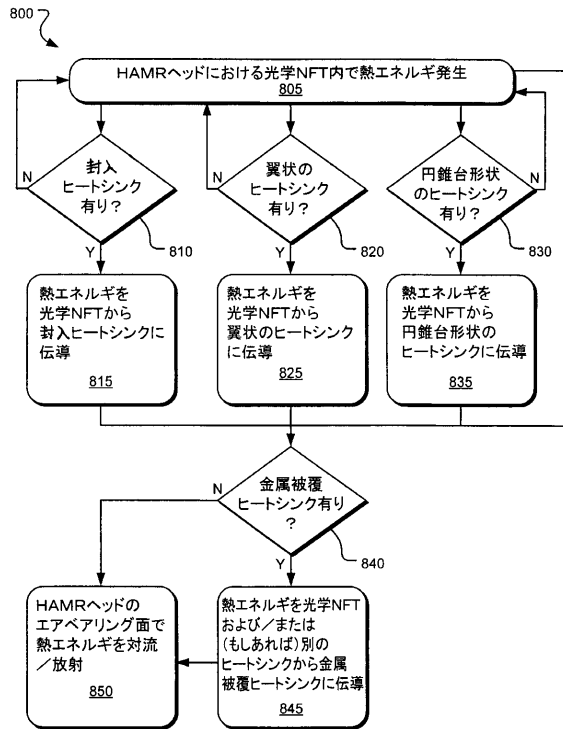 800
HAMRヘッドにおける光学NFT内で熱エネルギ発生
805
封入
ヒートシンク
有り?
N
Y
810
翼状の
ヒートシンク
有り?
N
Y
820
円錐台形状
のヒートシンク
有り?
N
Y
830
熱エネルギを
光学NFTから
封入ヒートシンクに
伝導
815
熱エネルギを
光学NFTから
翼状のヒートシンク
に伝導
825
熱エネルギを
光学NFTから
円錐台形状の
ヒートシンクに伝導
835
金属被覆
ヒートシンク有り
?
N
Y
840
HAMRヘッドの
エアベアリング面で
熱エネルギを対流
/放射
850
熱エネルギを光学NFT
および/または
(もしあれば)別の
ヒートシンクから金属
被覆ヒートシンクに伝導
845